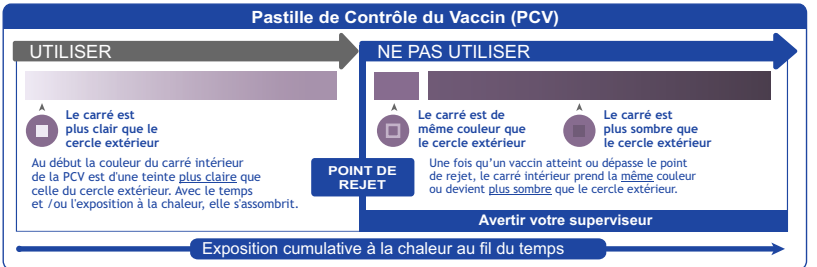 Pastille de Contrôle du Vaccin (PCV)
UTILISER
NE PAS UTILISER
Le carré est
plus clair que le
cercle extérieur
Le carré est de
même couleur que
le cercle extérieur
Le carré est
plus sombre que
le cercle extérieur
Au début la couleur du carré intérieur
de la PCV est d'une teinte plus claire que
celle du cercle extérieur. Avec le temps
et /ou l'exposition à la chaleur, elle s'assombrit.
POINT DE
REJET
Une fois qu'un vaccin atteint ou dépasse le point
de rejet, le carré intérieur prend la même couleur
ou devient plus sombre que le cercle extérieur.
Avertir votre superviseur
Exposition cumulative à la chaleur au fil du temps